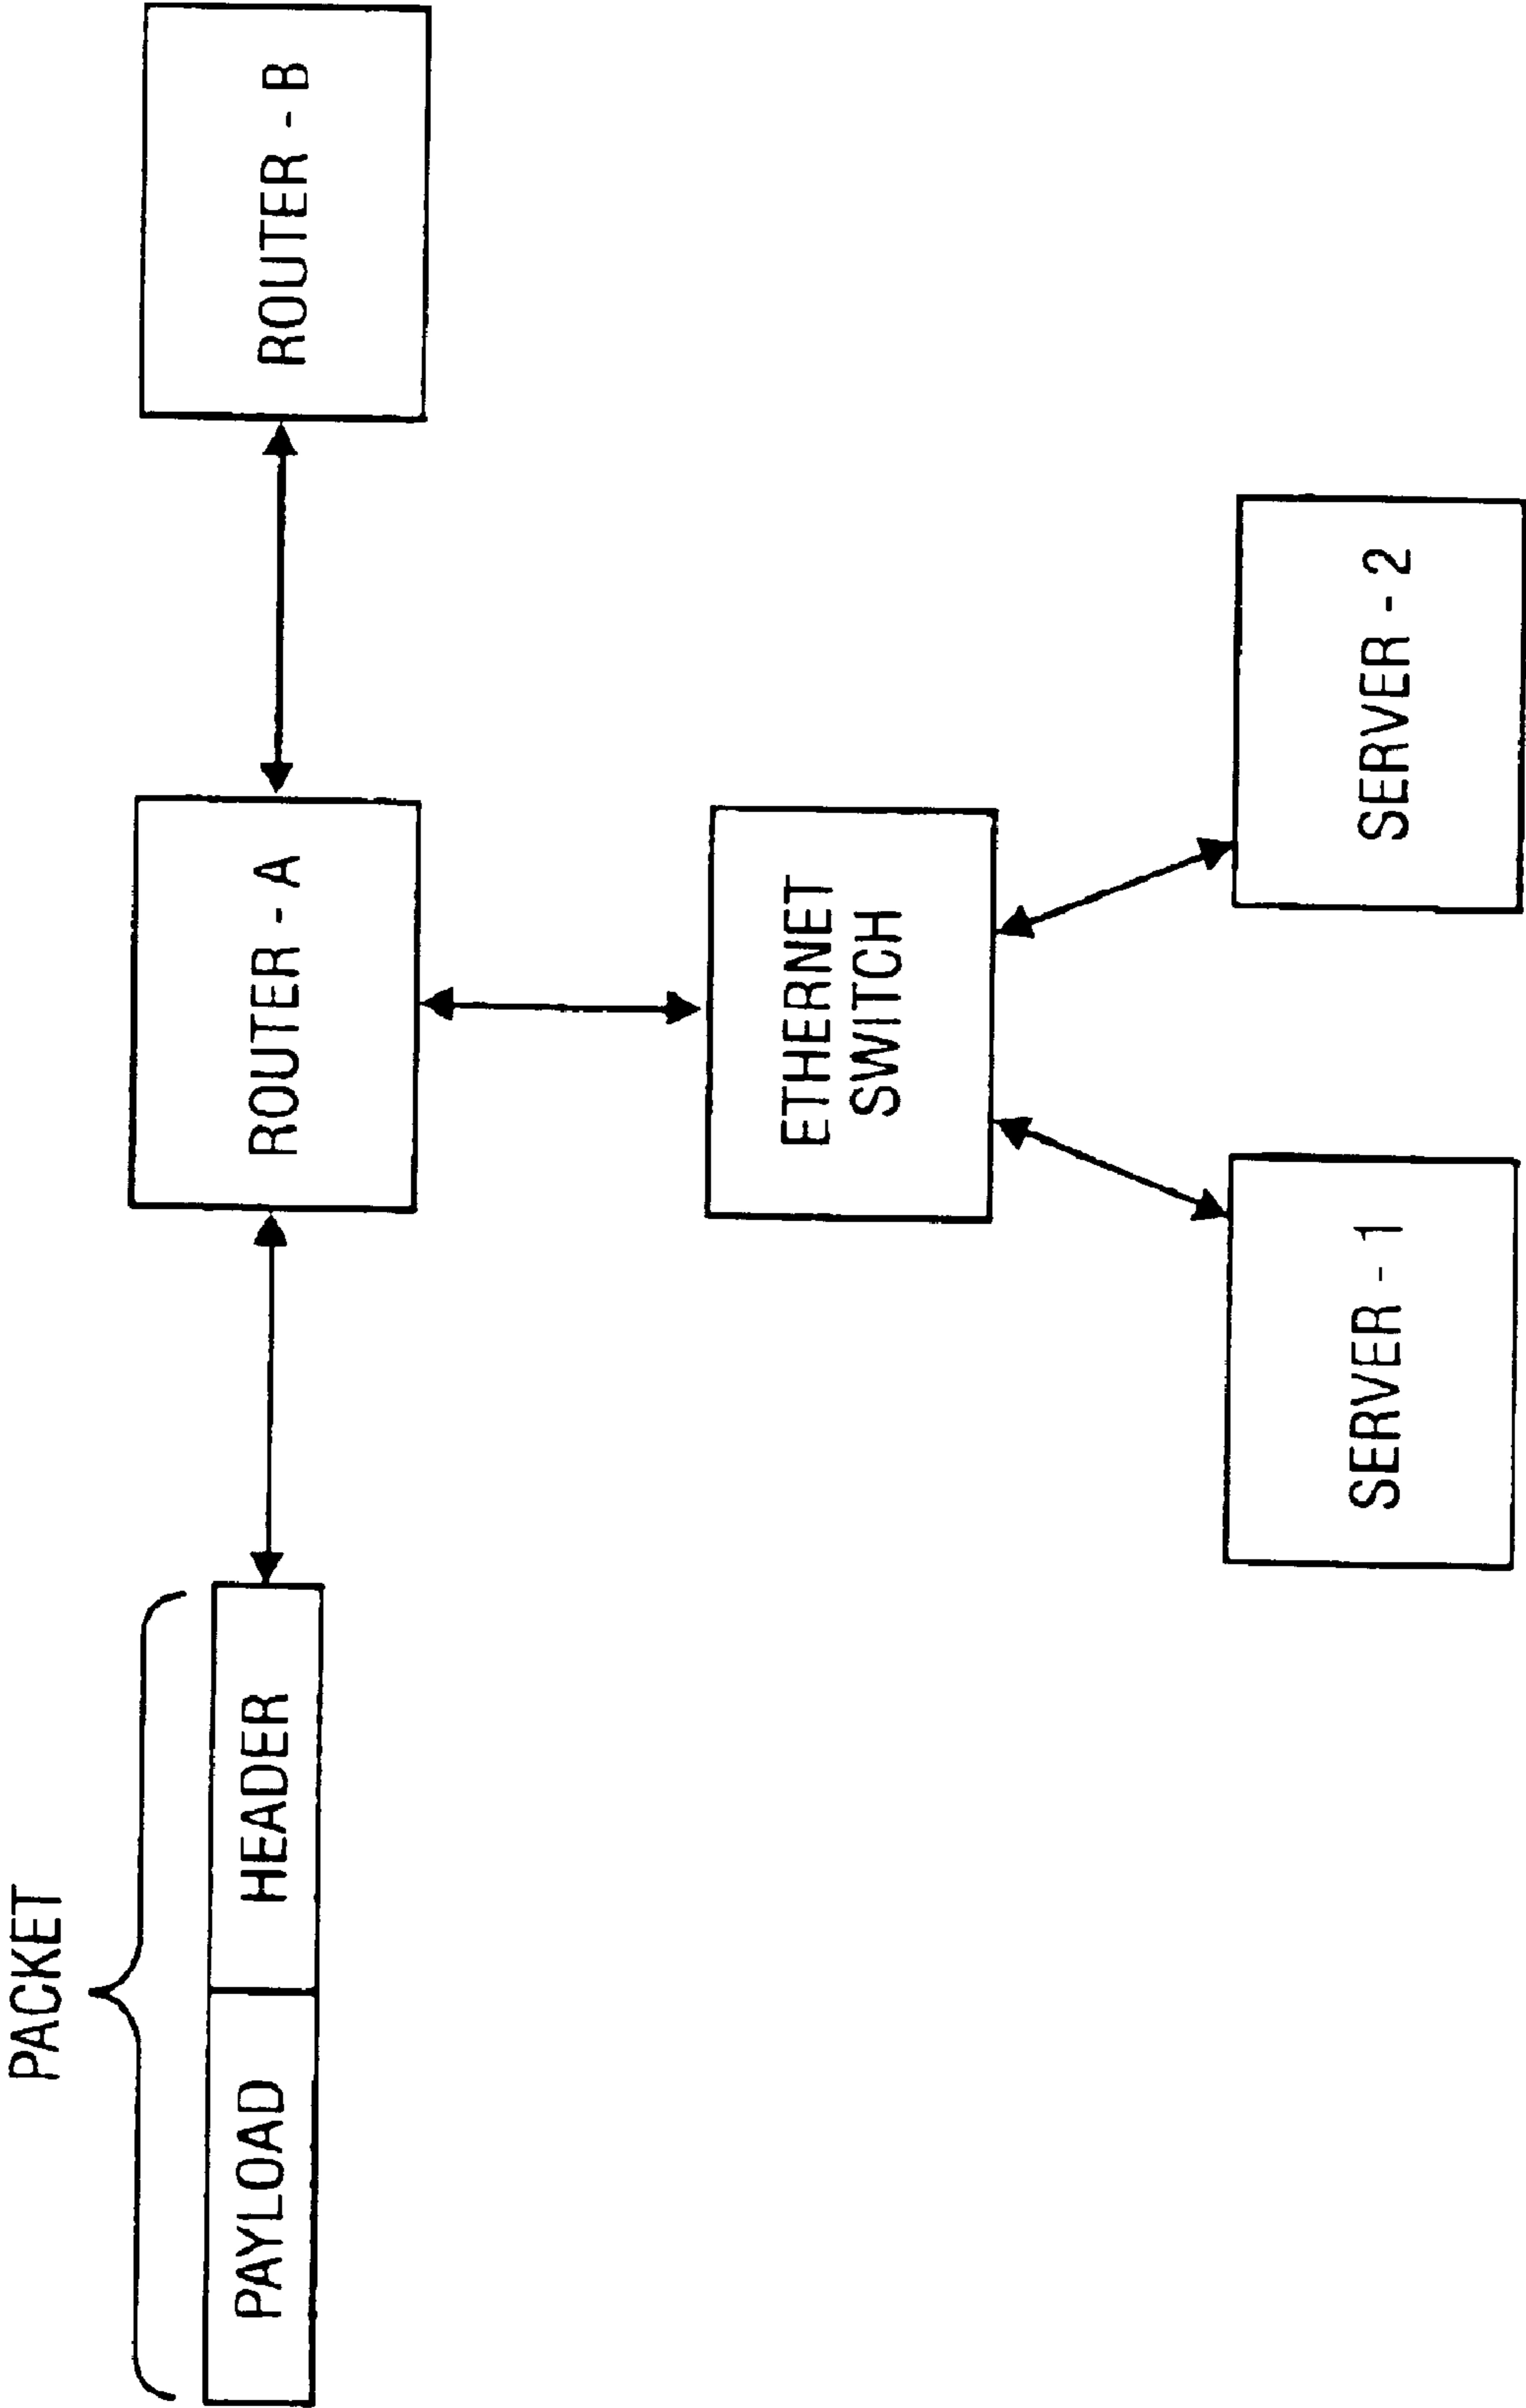 PACKET
PAYLOAD
HEADER
ROUTER - A
ROUTER - B
ETHERNET
SWITCH
SERVER - 1
SERVER - 2